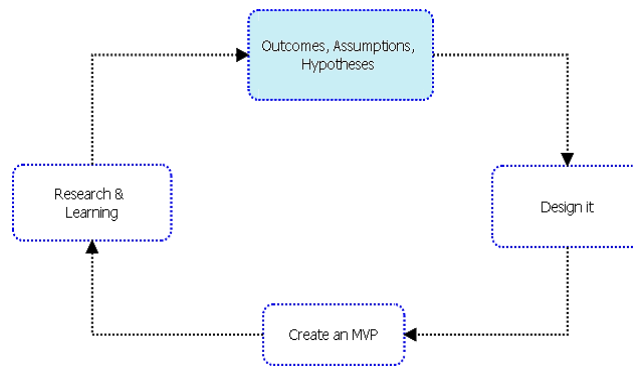 Outcomes, Assumptions,
Hypotheses
Research &
Learning
Design it
Create an MVP